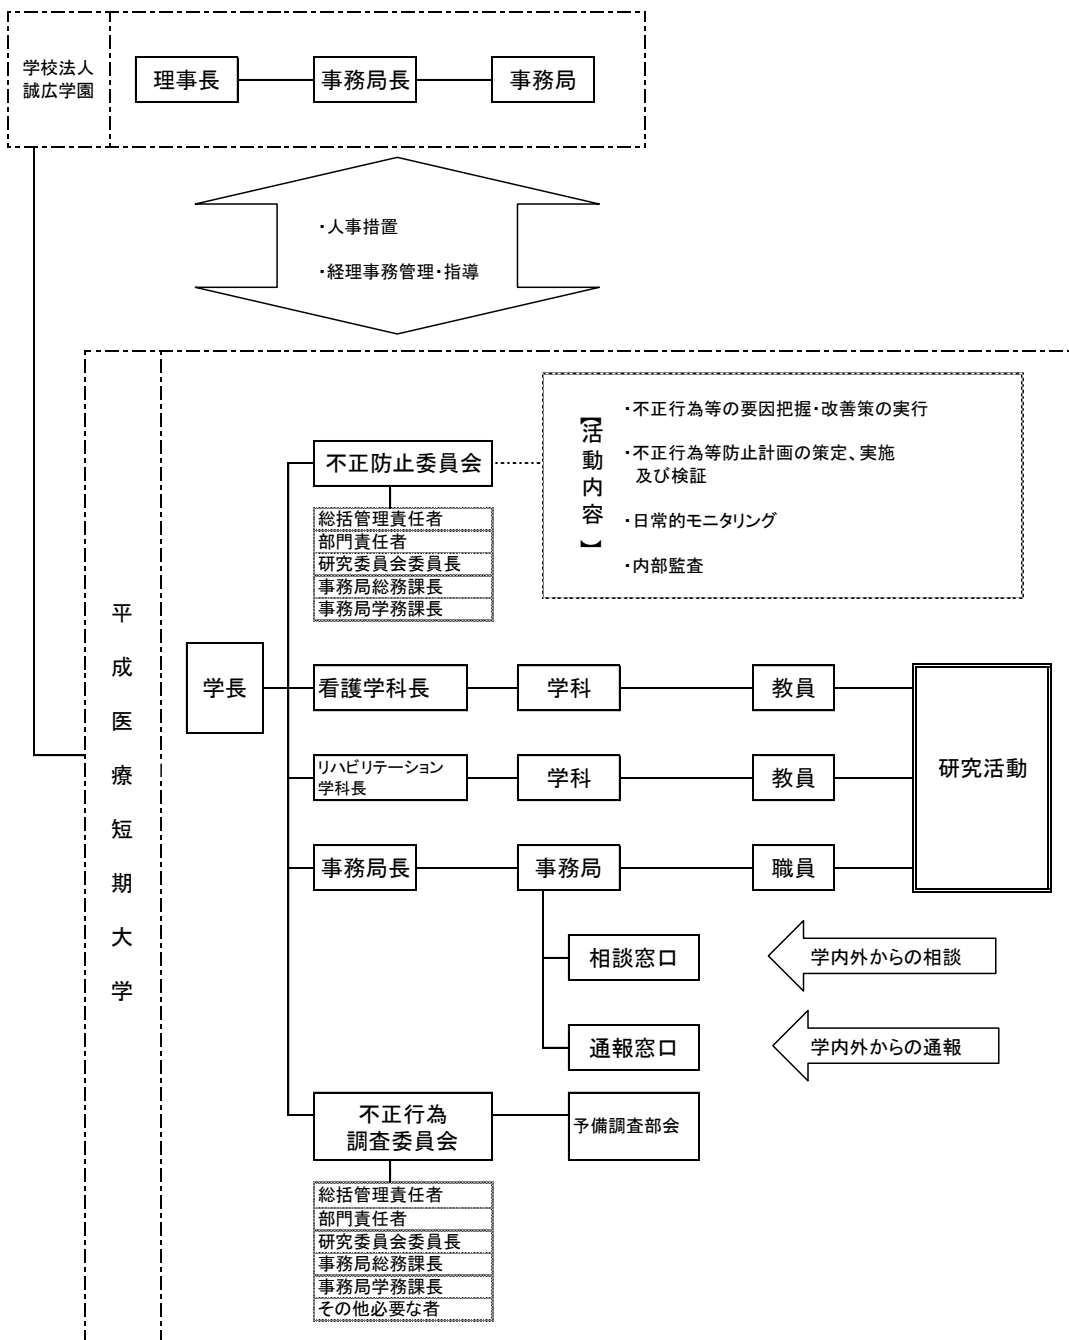 学校法人
誠広学園
理事長
事務局長
事務局
・人事措置
・経理事務管理・指導
平成医療短期大学
学長
不正防止委員会
総括管理責任者
部門責任者
研究委員会委員長
事務局総務課長
事務局学務課長
【活動内容】
・不正行為等の要因把握・改善策の実行
・不正行為等防止計画の策定、実施
及び検証
・日常的モニタリング
・内部監査
看護学科長
学科
教員
研究活動
リハビリテーション
学科長
学科
教員
事務局長
事務局
職員
相談窓口
学内外からの相談
通報窓口
学内外からの通報
不正行為
調査委員会
予備調査部会
総括管理責任者
部門責任者
研究委員会委員長
事務局総務課長
事務局学務課長
その他必要な者